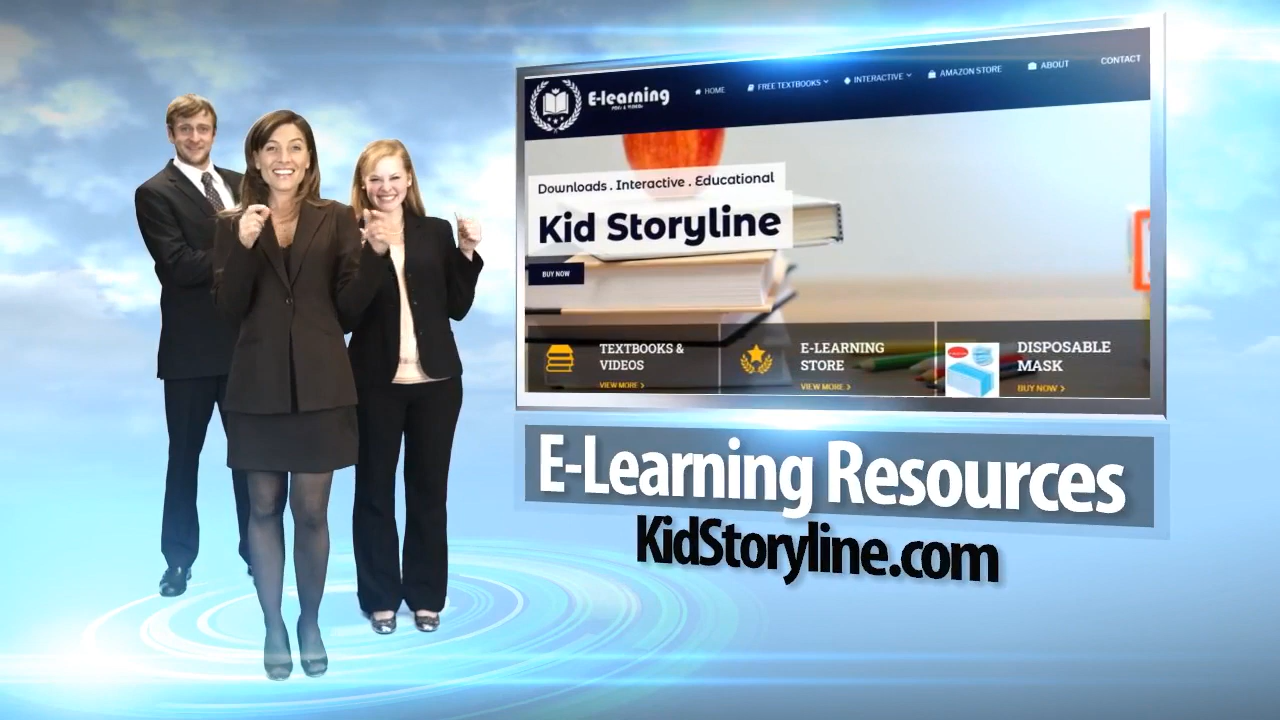 E-learning
HOME
FREE TEXTBOOKS
INTERACTIVE
AMAZON STORE
ABOUT
CONTACT
Downloads . Interactive . Educational
Kid Storyline
BUY NOW
TEXTBOOKS &
VIDEOS
VIEW MORE >
E-LEARNING
STORE
VIEW MORE >
DISPOSABLE
MASK
BUY NOW >
E-Learning Resources
KidStoryline.com